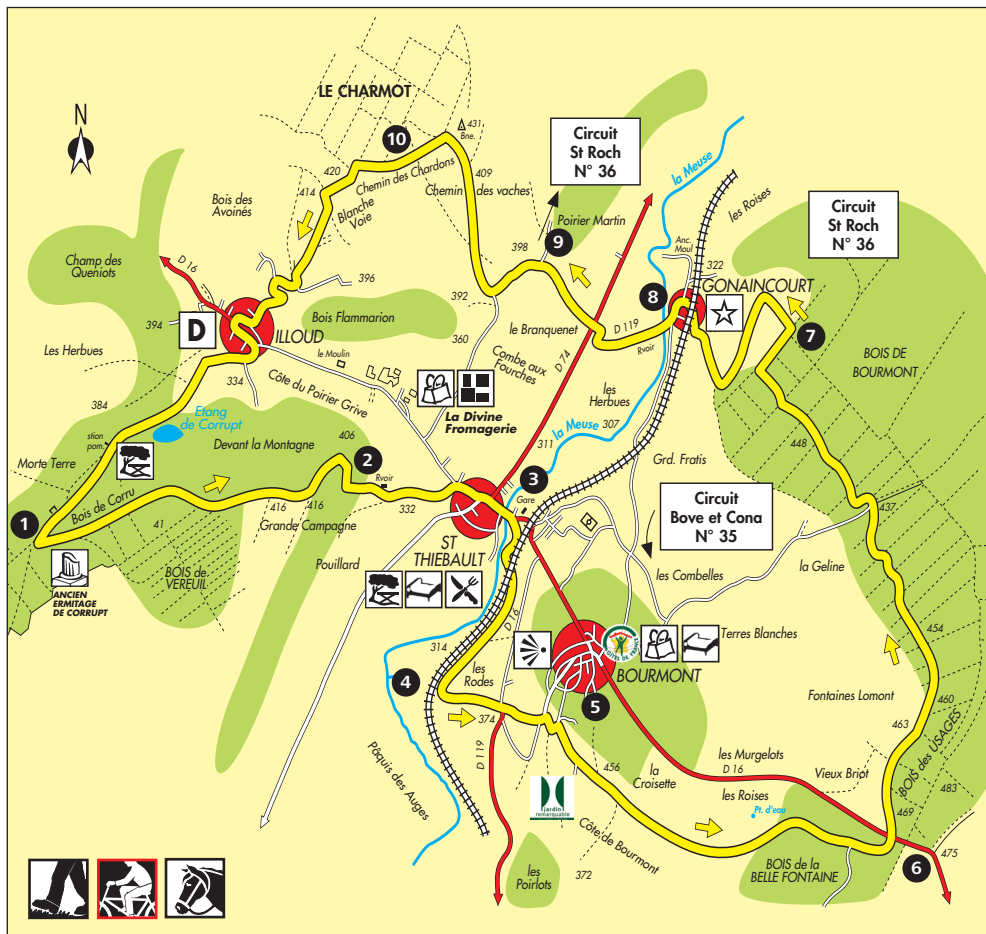 N
LE CHARMOT
431
Bne.
10
420
414
Chemin des Chardons
409
Chemin des vaches
Blanche
Voie
Bois des
Avoinés
Circuit
St Roch
N° 36
la Meuse
les Roises
Poirier Martin
9
398
Anc.
Moul
322
Circuit
St Roch
N° 36
Champ des
Queniots
D 16
396
394
D
ILLOUD
Bois Flammarion
392
360
le Branquenet
D 119
Rvoir
8
GONAINCOURT
7
BOIS DE
BOURMONT
Les Herbues
334
le Moulin
Côte du Poirier Grive
La Divine
Fromagerie
Combe aux
Fourches
D 74
les
Herbues
307
384
Etang
de Corrupt
stion
pom.
Morte Terre
Devant la Montagne
406
2
Rvoir
311
la Meuse
448
Grd. Fratis
1
Bois de Corru
41
416
416
Grande Campagne
332
3
Gare
437
ANCIEN
ERMITAGE
DE CORRUPT
BOIS de
VEREUIL
Pouillard
ST
THIEBAULT
Circuit
Bove et Cona
N° 35
les Combelles
la Geline
D 16
314
4
les
Rodes
374
GÎTES DE FRANCE
Terres Blanches
BOURMONT
5
454
Fontaines Lomont
460
463
BOIS des USAGES
Pâquis des Auges
D 119
456
la
Croisette
les Murgelots
D 16
les Roises
Pt. d'eau
Vieux Briot
483
469
jardin
remarquable
Côte de Bourmont
372
les
Poirlots
BOIS de la
BELLE FONTAINE
475
6